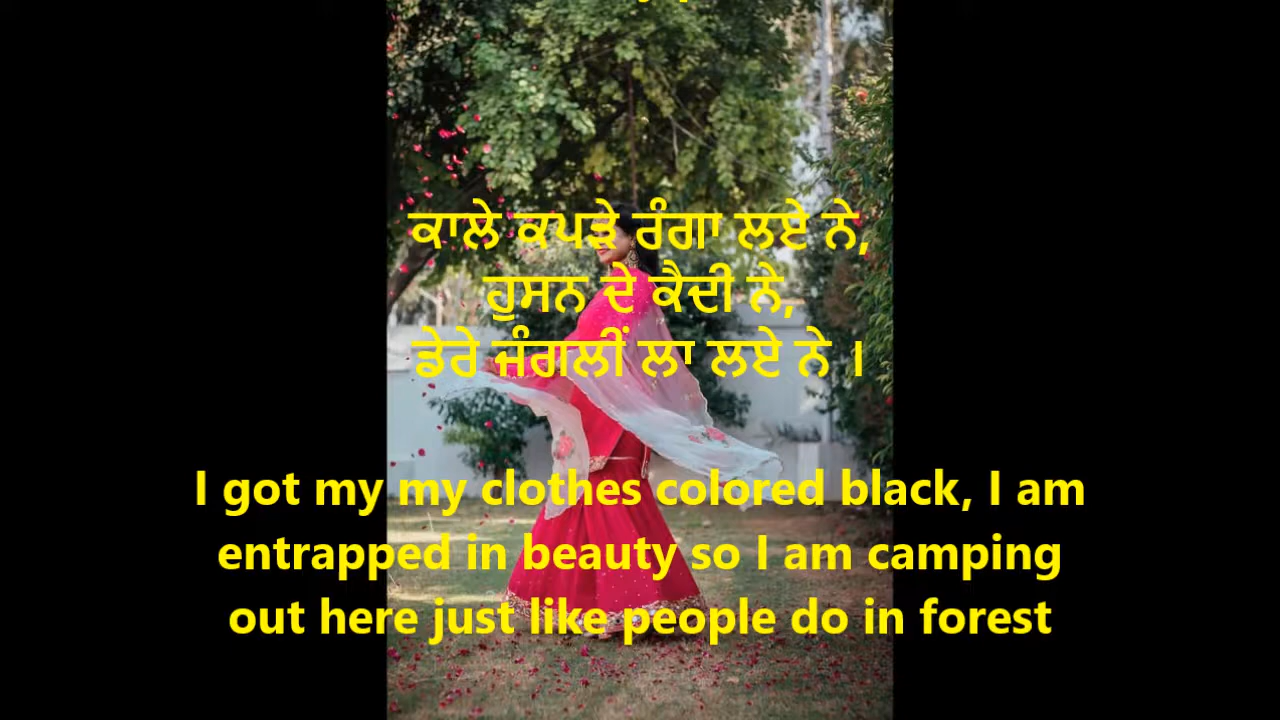 ਕਾਲੇ ਕਪੜੇ ਰੰਗਾ ਲਏ ਨੇ,
ਹੁਸਨ ਦੇ ਕੈਦੀ ਨੇ,
ਡੇਰੇ ਜੰਗਲੀਂ ਲਾ ਲਏ ਨੇ ।
I got my my clothes colored black, I am
entrapped in beauty so I am camping
out here just like people do in forest